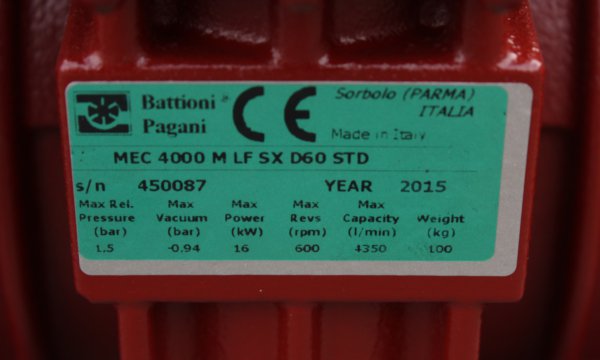 Battioni
Pagani
CE
Sorbolo (PARMA)
ITALIA
Made in Italy
MEC 4000 M LF SX D60 STD
s/n 450087 YEAR 2015
Max Rel. Max Max Max Max
Pressure Vacuum Power Revs Capacity Weight
(bar) (bar) (kW) (rpm) (l/min) (kg)
1,5 -0.94 16 600 4350 100